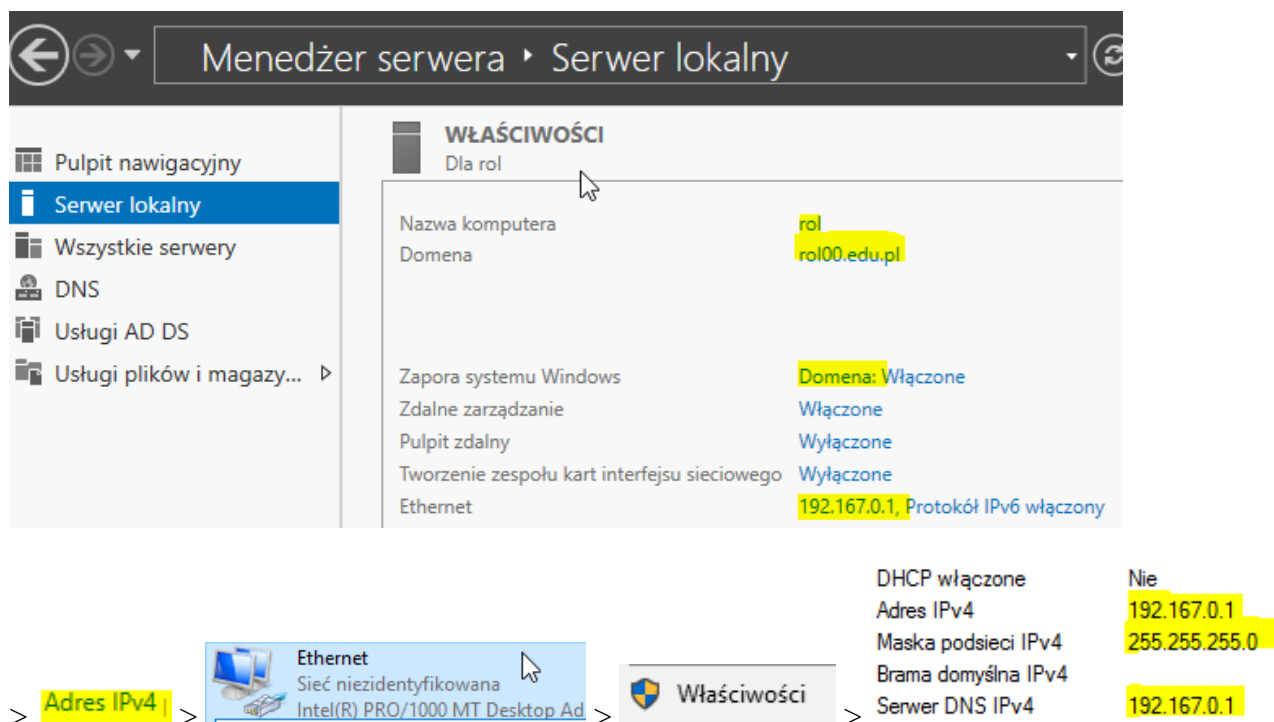 Menedżer serwera ‣ Serwer lokalny
Pulpit nawigacyjny
Serwer lokalny
Wszystkie serwery
DNS
Usługi AD DS
Usługi plików i magazy...
WŁAŚCIWOŚCI
Dla rol
Nazwa komputera rol
Domena rol00.edu.pl
Zapora systemu Windows Domena: Włączone
Zdalne zarządzanie Włączone
Pulpit zdalny Wyłączone
Tworzenie zespołu kart interfejsu sieciowego Wyłączone
Ethernet 192.167.0.1, Protokół IPv6 włączony
> Adres IPv4 >
Ethernet
Sieć niezidentyfikowana
Intel(R) PRO/1000 MT Desktop Ad
> Właściwości >
DHCP włączone Nie
Adres IPv4 192.167.0.1
Maska podsieci IPv4 255.255.255.0
Brama domyślna IPv4
Serwer DNS IPv4 192.167.0.1